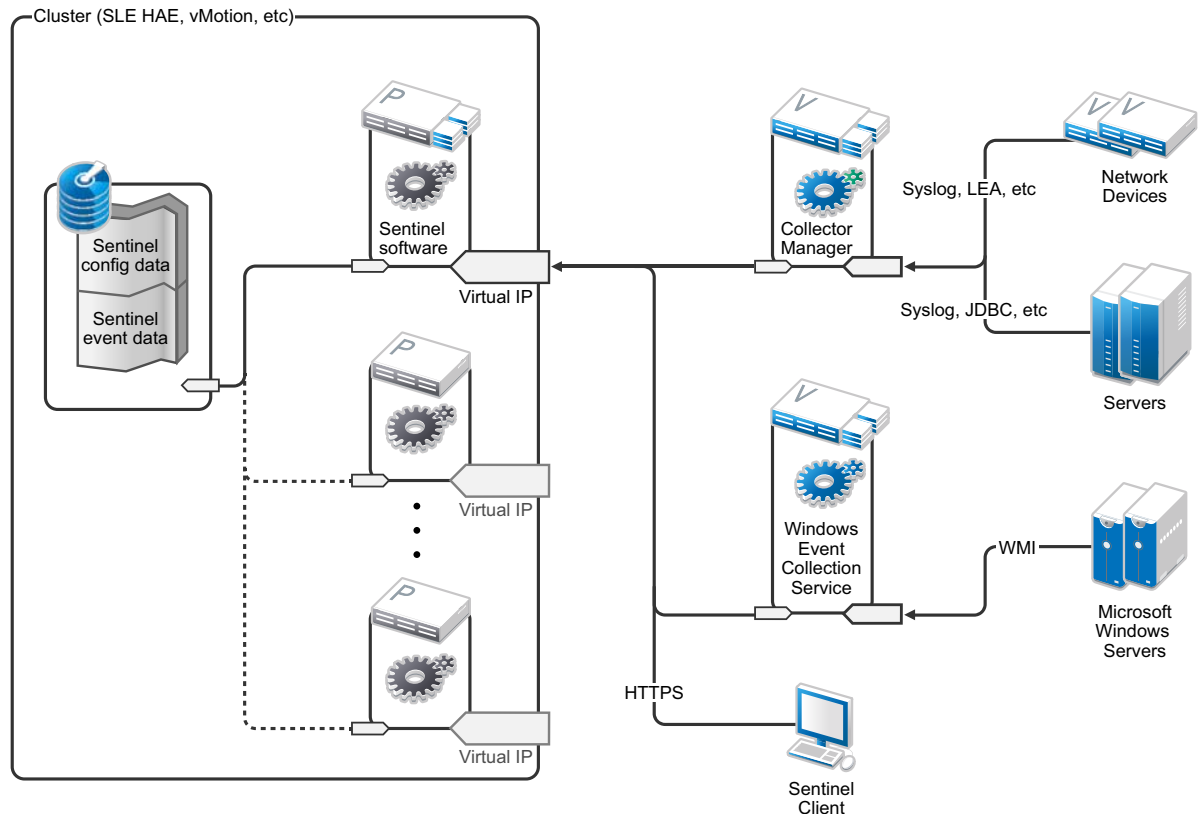 Cluster (SLE HAE, vMotion, etc)
P
Sentinel
software
Virtual IP
Sentinel
config data
Sentinel
event data
P
Virtual IP
P
Virtual IP
V
Collector
Manager
Syslog, LEA, etc
V
V
Network
Devices
Syslog, JDBC, etc
Servers
V
Windows
Event
Collection
Service
WMI
Microsoft
Windows
Servers
HTTPS
Sentinel
Client